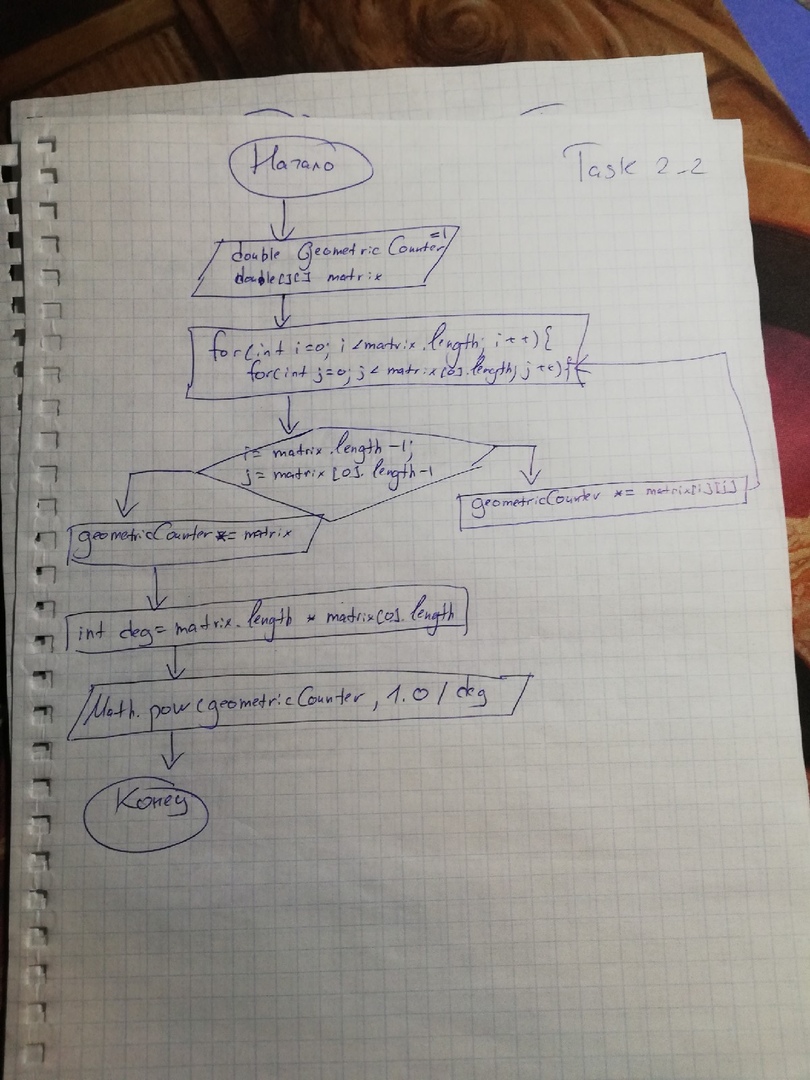 Начало
Task 2_2
double Geometric Counter =1
double[][] matrix
for(int i=0; i<matrix.length; i++){
for(int j=0; j< matrix[0].length; j++){
i= matrix.length-1;
j= matrix[0].length-1
geometricCounter *= matrix[i][j]
geometricCounter *= matrix
int deg= matrix.length * matrix[0].length
Math.pow(geometricCounter, 1.0/deg
Конец